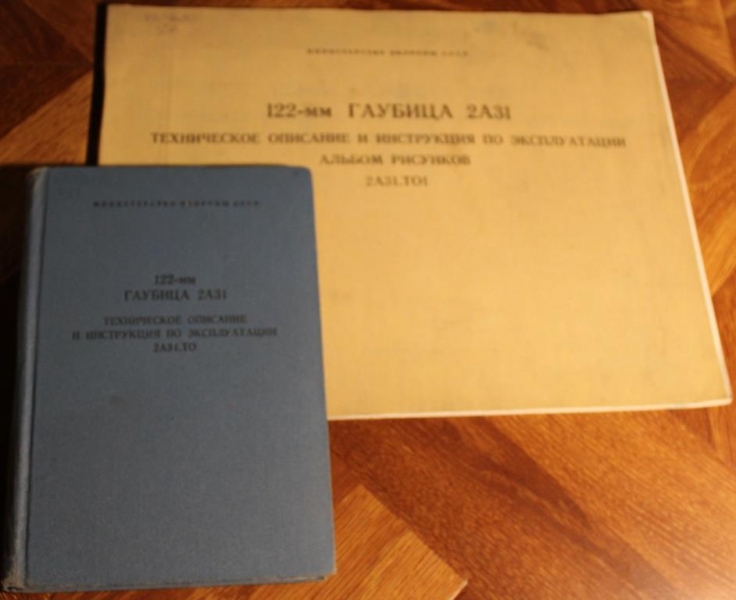 МИНИСТЕРСТВО ОБОРОНЫ СССР
122-мм ГАУБИЦА 2А31
ТЕХНИЧЕСКОЕ ОПИСАНИЕ И ИНСТРУКЦИЯ ПО ЭКСПЛУАТАЦИИ
АЛЬБОМ РИСУНКОВ
2А31.ТО1
МИНИСТЕРСТВО ОБОРОНЫ СССР
122-мм
ГАУБИЦА 2А31
ТЕХНИЧЕСКОЕ ОПИСАНИЕ
И ИНСТРУКЦИЯ ПО ЭКСПЛУАТАЦИИ
2А31.ТО